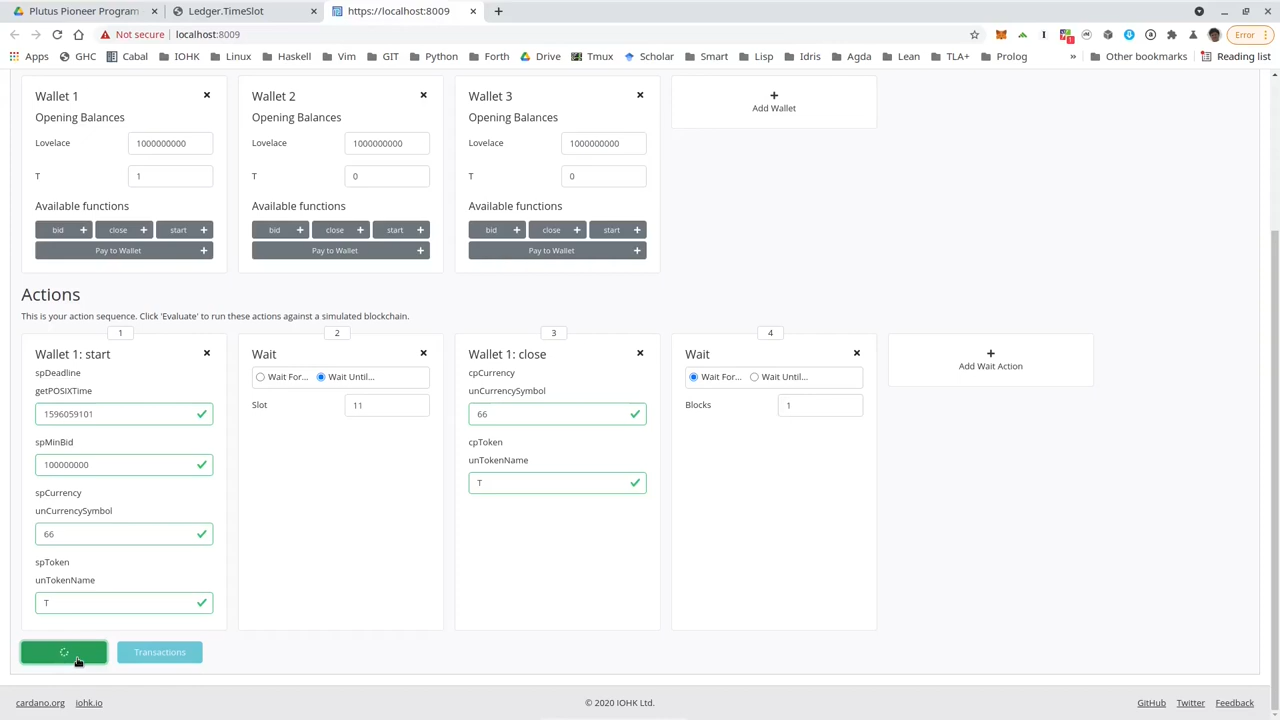 Plutus Pioneer Program
Ledger.TimeSlot
https://localhost:8009
Not secure
localhost:8009
Error
Apps GHC Cabal IOHK Linux Haskell Vim GIT Python Forth Drive Tmux Scholar Smart Lisp Idris Agda Lean TLA+ Prolog » Other bookmarks Reading list
Wallet 1
Opening Balances
Lovelace 1000000000
T 1
Available functions
bid + close + start +
Pay to Wallet +
Wallet 2
Opening Balances
Lovelace 1000000000
T 0
Available functions
bid + close + start +
Pay to Wallet +
Wallet 3
Opening Balances
Lovelace 1000000000
T 0
Available functions
bid + close + start +
Pay to Wallet +
+
Add Wallet
Actions
This is your action sequence. Click 'Evaluate' to run these actions against a simulated blockchain.
1
Wallet 1: start
spDeadline
getPOSIXTime
1596059101
spMinBid
100000000
spCurrency
unCurrencySymbol
66
spToken
unTokenName
T
2
Wait
Wait For... Wait Until...
Slot 11
3
Wallet 1: close
cpCurrency
unCurrencySymbol
66
cpToken
unTokenName
T
4
Wait
Wait For... Wait Until...
Blocks 1
+
Add Wait Action
Transactions
cardano.org iohk.io © 2020 IOHK Ltd. GitHub Twitter Feedback